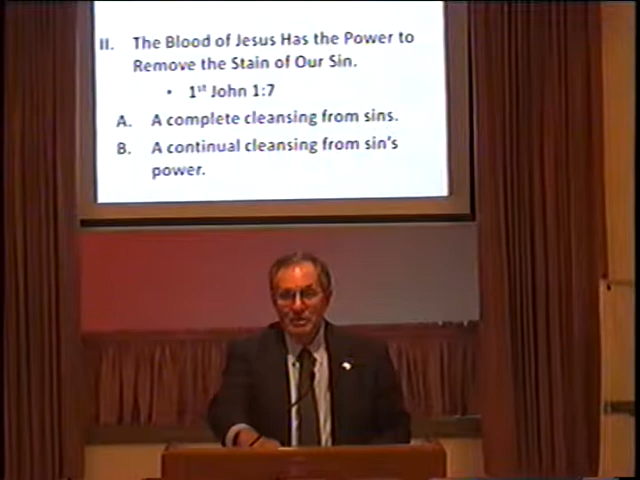 II. The Blood of Jesus Has the Power to
Remove the Stain of Our Sin.
• 1st John 1:7
A. A complete cleansing from sins.
B. A continual cleansing from sin's
power.